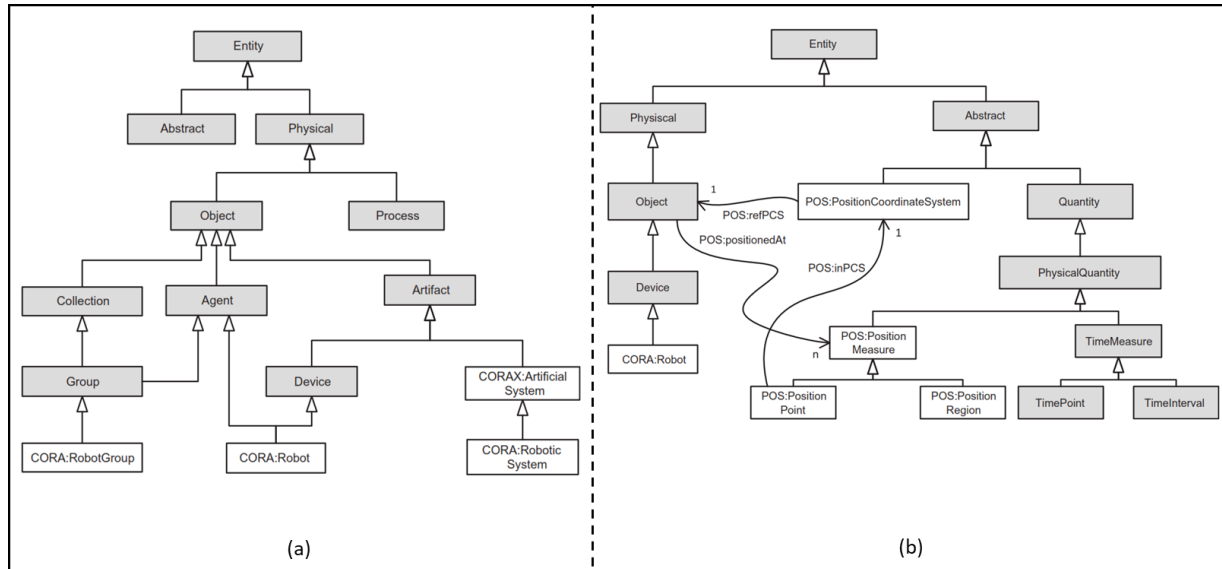 Entity
Abstract
Physical
Object
Process
Collection
Agent
Artifact
Group
Device
CORAX:Artificial
System
CORA:RobotGroup
CORA:Robot
CORA:Robotic
System
(a)
Entity
Physiscal
Abstract
Object
1
POS:PositionCoordinateSystem
Quantity
POS:refPCS
1
POS:positionedAt
POS:inPCS
PhysicalQuantity
Device
POS:Position
Measure
TimeMeasure
n
CORA:Robot
POS:Position
Point
POS:Position
Region
TimePoint
TimeInterval
(b)